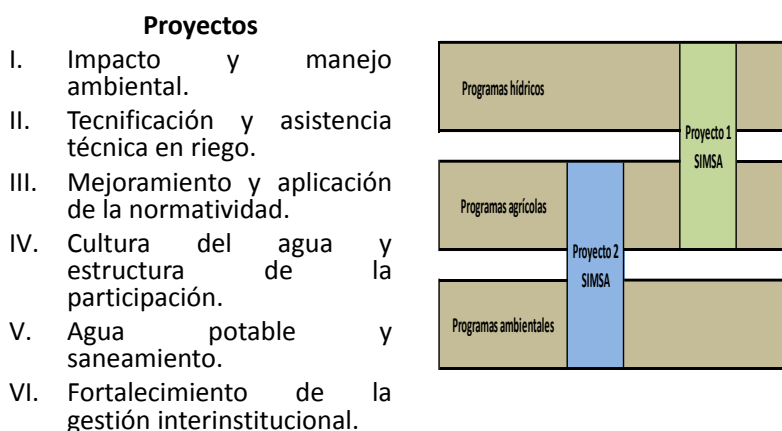 Proyectos
I. Impacto y manejo
ambiental.
II. Tecnificación y asistencia
técnica en riego.
III. Mejoramiento y aplicación
de la normatividad.
IV. Cultura del agua y
estructura de la
participación.
V. Agua potable y
saneamiento.
VI. Fortalecimiento de la
gestión interinstitucional.
Programas hídricos
Proyecto 1
SIMSA
Programas agrícolas
Proyecto 2
SIMSA
Programas ambientales